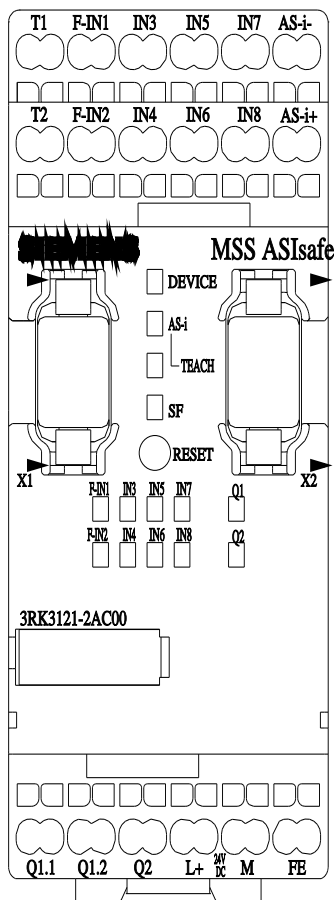 T1 F-IN1 IN3 IN5 IN7 AS-i-
T2 F-IN2 IN4 IN6 IN8 AS-i+
SIEMENS
MSS ASIsafe
DEVICE
AS-i
TEACH
SF
RESET
X1 X2
F-IN1 IN3 IN5 IN7 Q1
F-IN2 IN4 IN6 IN8 Q2
3RK3121-2AC00
Q1.1 Q1.2 Q2 L+ 24V DC M FE